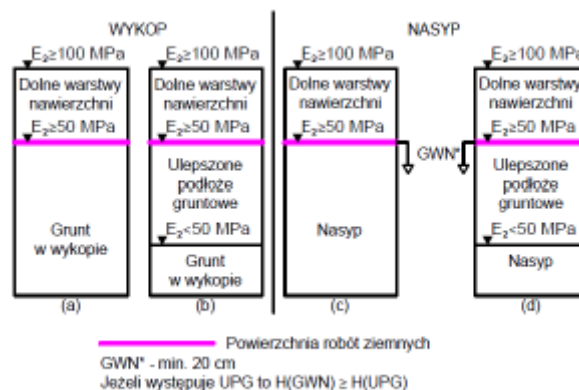 WYKOP
NASYP
E₂≥100 MPa
E₂≥100 MPa
E₂≥100 MPa
E₂≥100 MPa
Dolne warstwy
nawierzchni
Dolne warstwy
nawierzchni
Dolne warstwy
nawierzchni
Dolne warstwy
nawierzchni
E₂≥50 MPa
E₂≥50 MPa
E₂≥50 MPa
E₂≥50 MPa
GWN*
Grunt
w wykopie
Ulepszone
podłoże
gruntowe
E₂<50 MPa
Grunt
w wykopie
Nasyp
Ulepszone
podłoże
gruntowe
E₂<50 MPa
Nasyp
(a)
(b)
(c)
(d)
Powierzchnia robót ziemnych
GWN* - min. 20 cm
Jeżeli występuje UPG to H(GWN) ≥ H(UPG)